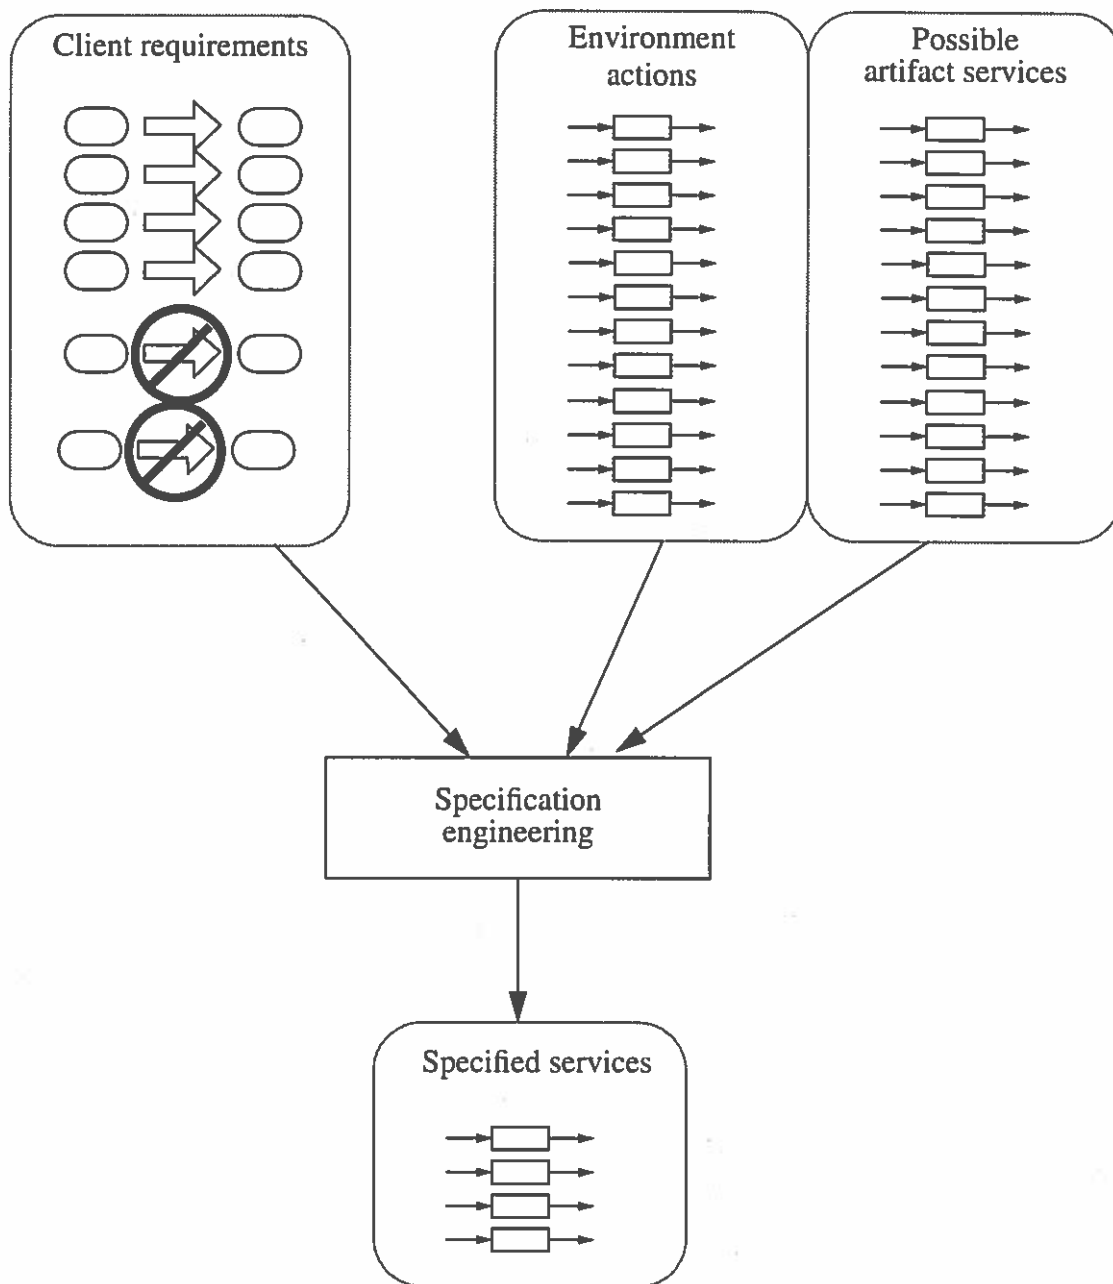 Client requirements
Environment
actions
Possible
artifact services
Specification
engineering
Specified services